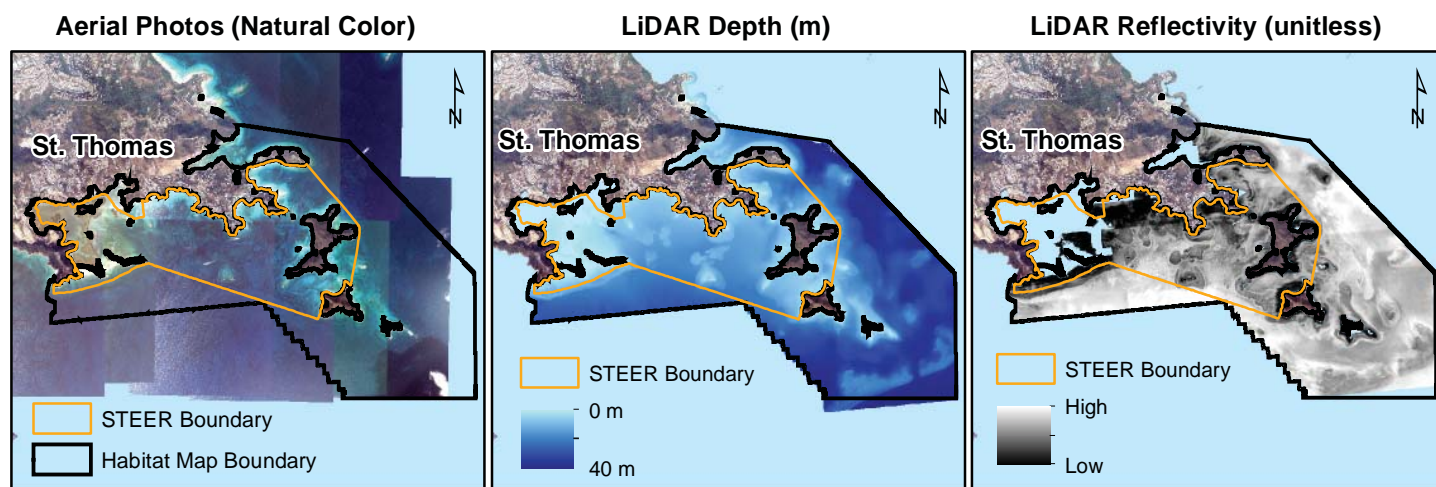 Aerial Photos (Natural Color)
N
St. Thomas
STEER Boundary
Habitat Map Boundary
LiDAR Depth (m)
N
St. Thomas
STEER Boundary
0 m
40 m
LiDAR Reflectivity (unitless)
N
St. Thomas
STEER Boundary
High
Low